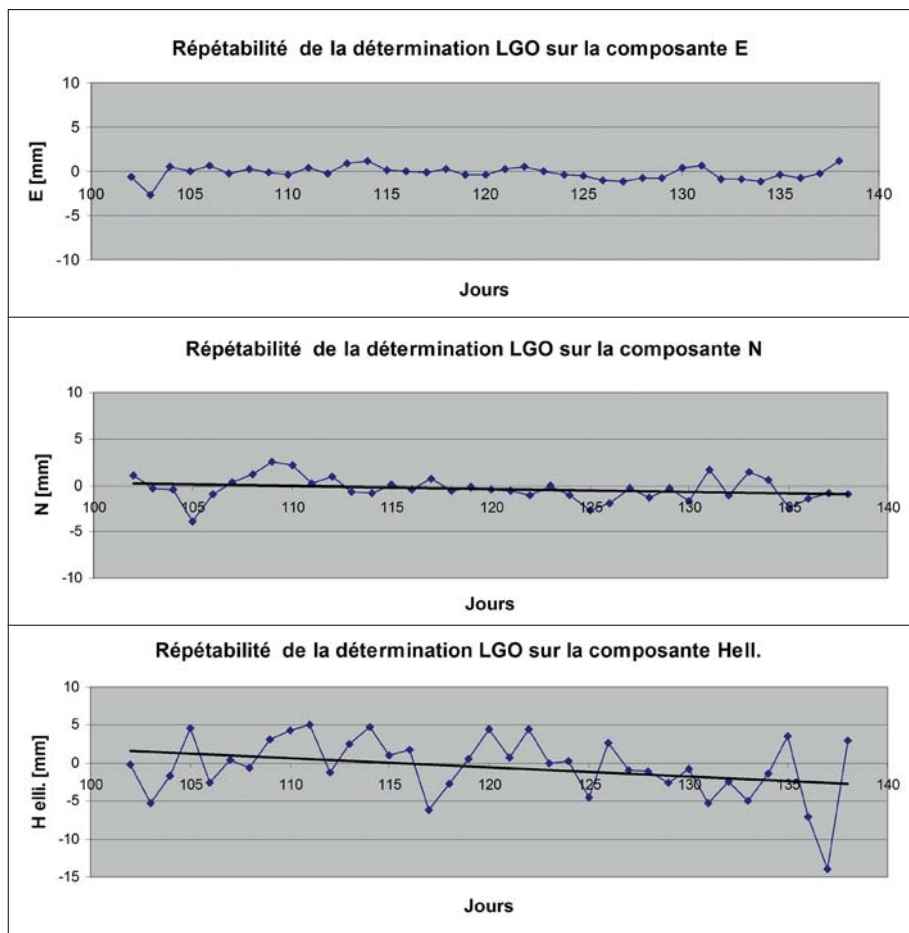 Répétabilité de la détermination LGO sur la composante E
10
5
0
-5
-10
100 105 110 115 120 125 130 135 140
E [mm]
Jours
Répétabilité de la détermination LGO sur la composante N
10
5
0
-5
-10
100 105 110 115 120 125 130 135 140
N [mm]
Jours
Répétabilité de la détermination LGO sur la composante Hell.
10
5
0
-5
-10
-15
100 105 110 115 120 125 130 135 140
H elli. [mm]
Jours